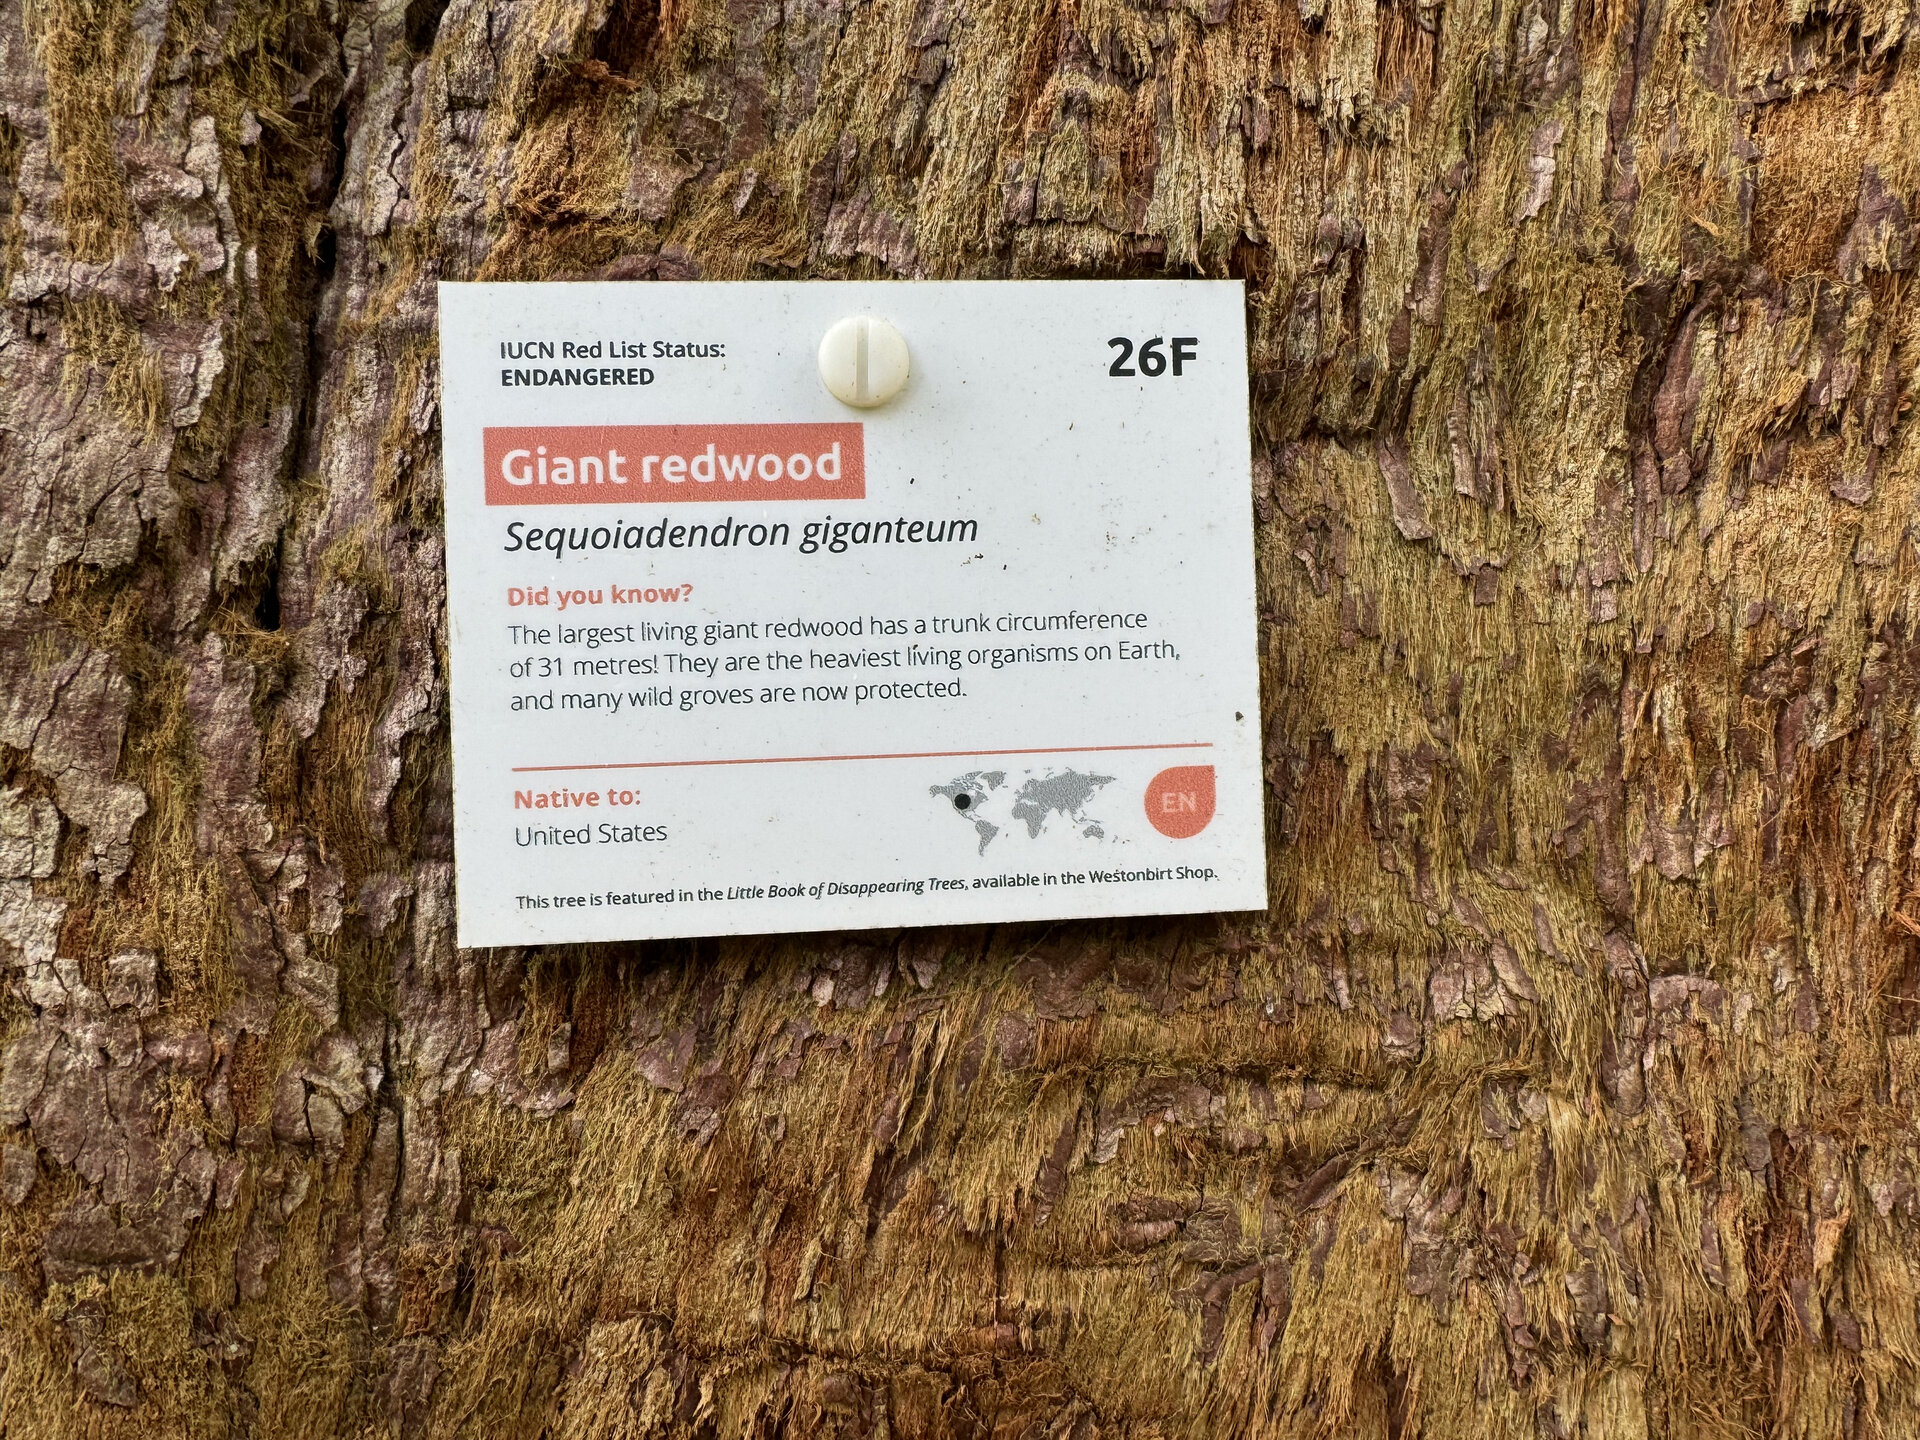 IUCN Red List Status:
ENDANGERED
26F
Giant redwood
Sequoiadendron giganteum
Did you know?
The largest living giant redwood has a trunk circumference
of 31 metres! They are the heaviest living organisms on Earth,
and many wild groves are now protected.
Native to:
United States
EN
This tree is featured in the Little Book of Disappearing Trees, available in the Westonbirt Shop.